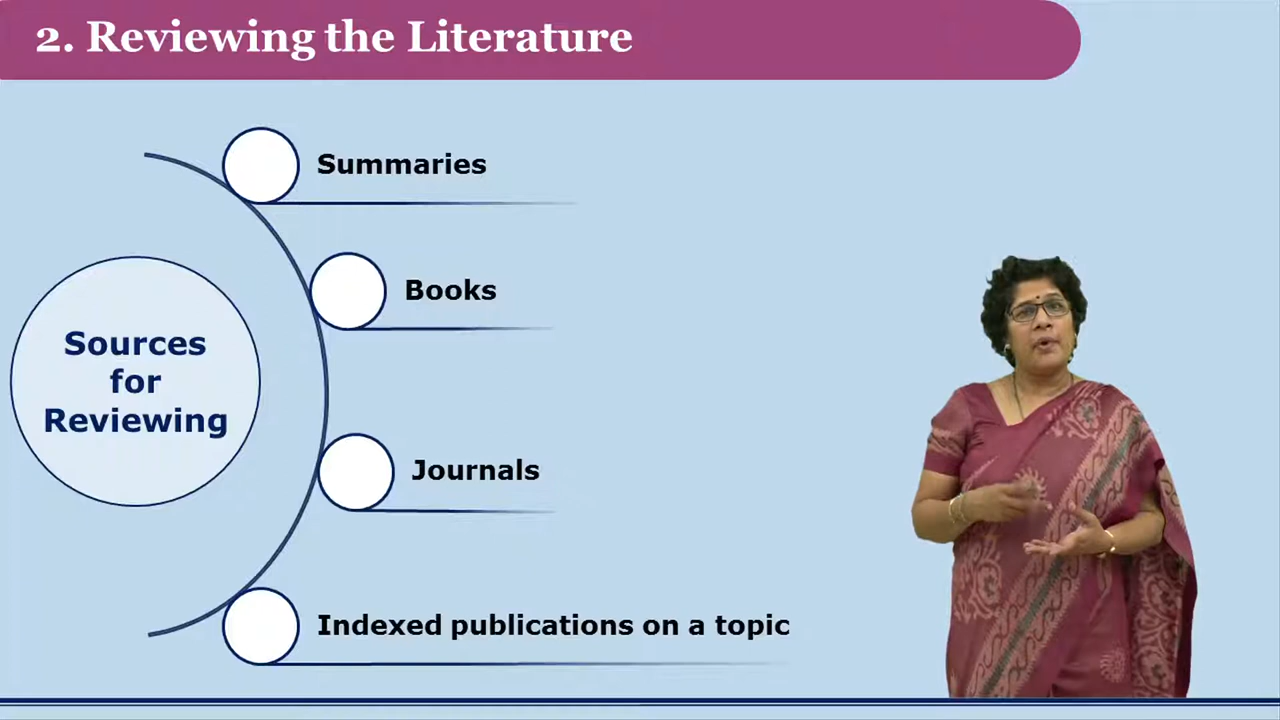 2. Reviewing the Literature
Summaries
Books
Sources
for
Reviewing
Journals
Indexed publications on a topic